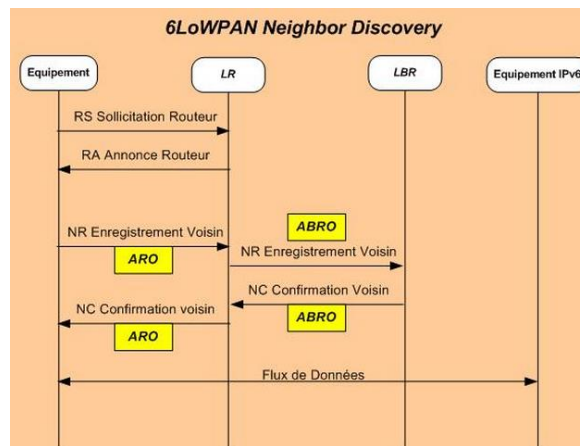 6LoWPAN Neighbor Discovery
Equipement
LR
LBR
Equipement IPv6
RS Sollicitation Routeur
RA Annonce Routeur
ABRO
NR Enregistrement Voisin
ARO
NR Enregistrement Voisin
NC Confirmation Voisin
NC Confirmation voisin
ABRO
ARO
Flux de Données